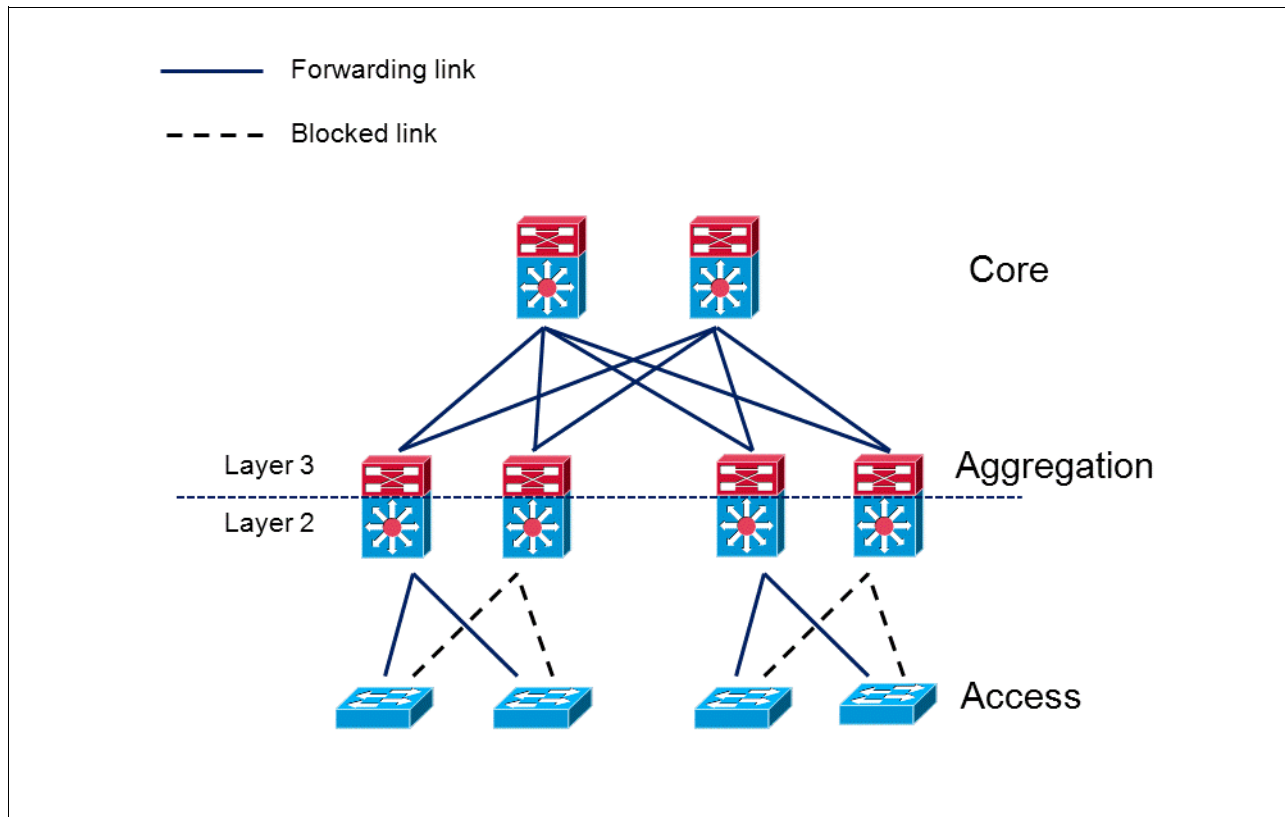 Forwarding link
Blocked link
Core
Layer 3
Aggregation
Layer 2
Access